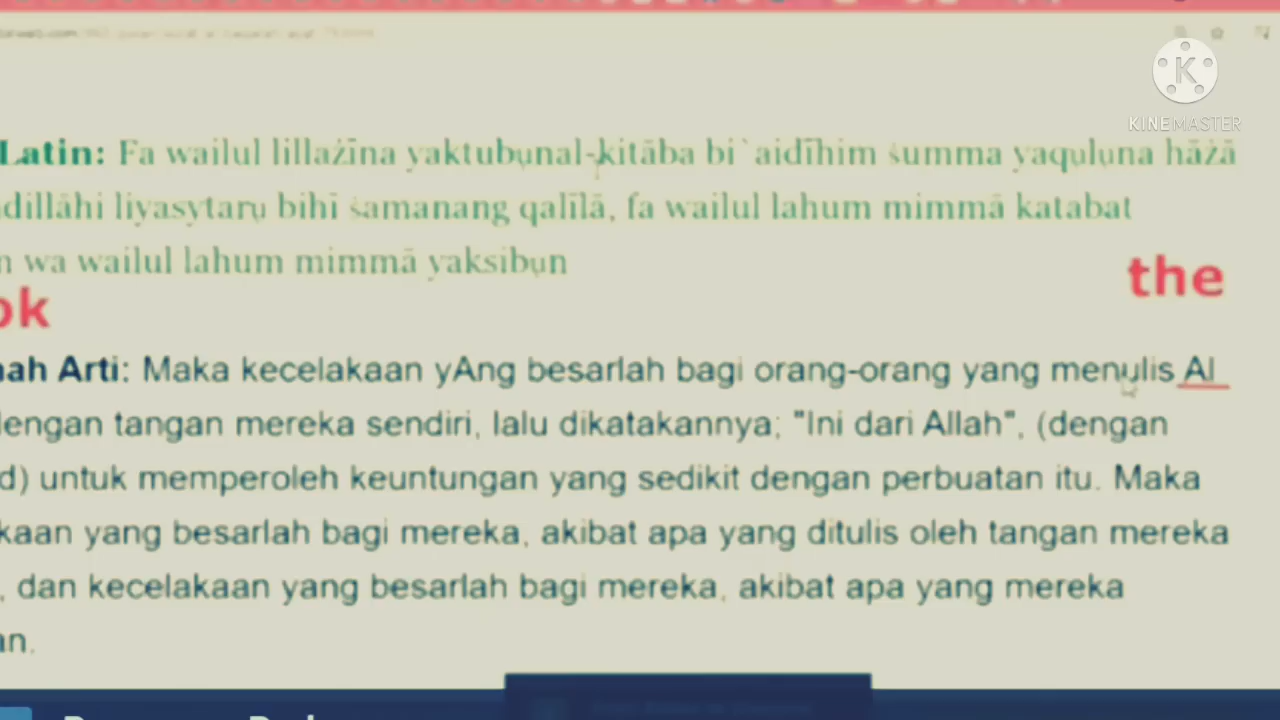 KINEMASTER
Latin: Fa wailul lillażīna yaktubụnal-kitāba bi`aidīhim ṡumma yaqulụna hāżā
dillāhi liyasytarụ bihī ṡamanang qalīlā, fa wailul lahum mimmā katabat
n wa wailul lahum mimmā yaksibụn
the
ok
ah Arti: Maka kecelakaan yAng besarlah bagi orang-orang yang menulis Al
dengan tangan mereka sendiri, lalu dikatakannya; "Ini dari Allah", (dengan
d) untuk memperoleh keuntungan yang sedikit dengan perbuatan itu. Maka
kaan yang besarlah bagi mereka, akibat apa yang ditulis oleh tangan mereka
, dan kecelakaan yang besarlah bagi mereka, akibat apa yang mereka
an.